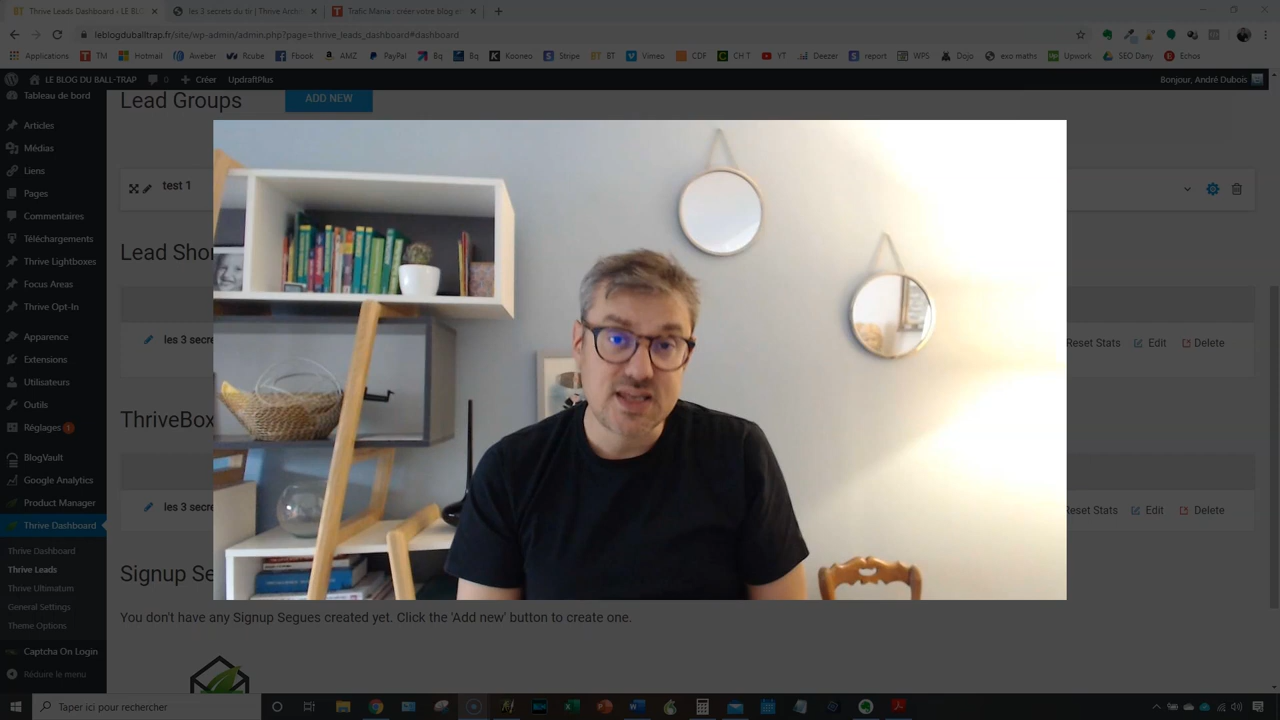 Thrive Leads Dashboard ‹ LE BL
les 3 secrets du tir | Thrive Archit
Trafic Mania : créer votre blog e
leblogduballtrap.fr/site/wp-admin/admin.php?page=thrive_leads_dashboard#dashboard
Applications
Hotmail
Aweber
Rcube
Fbook
AMZ
PayPal
Bq
Bq
Kooneo
Stripe
BT
Vimeo
CDF
CH T
YT
Deezer
report
WPS
Dojo
exo maths
Upwork
SEO Dany
Echos
LE BLOG DU BALL-TRAP
0
Créer
UpdraftPlus
Bonjour, André Dubois
Tableau de bord
Articles
Médias
Liens
Pages
Commentaires
Téléchargements
Thrive Lightboxes
Focus Areas
Thrive Opt-In
Apparence
Extensions
Utilisateurs
Outils
Réglages 1
BlogVault
Google Analytics
Product Manager
Thrive Dashboard
Thrive Dashboard
Thrive Leads
Thrive Ultimatum
General Settings
Theme Options
Captcha On Login
Réduire le menu
Lead Groups
ADD NEW
test 1
Lead Sho
les 3 secre
Reset Stats
Edit
Delete
ThriveBox
les 3 secre
eset Stats
Edit
Delete
Signup Se
You don't have any Signup Segues created yet. Click the 'Add new' button to create one.
Taper ici pour rechercher